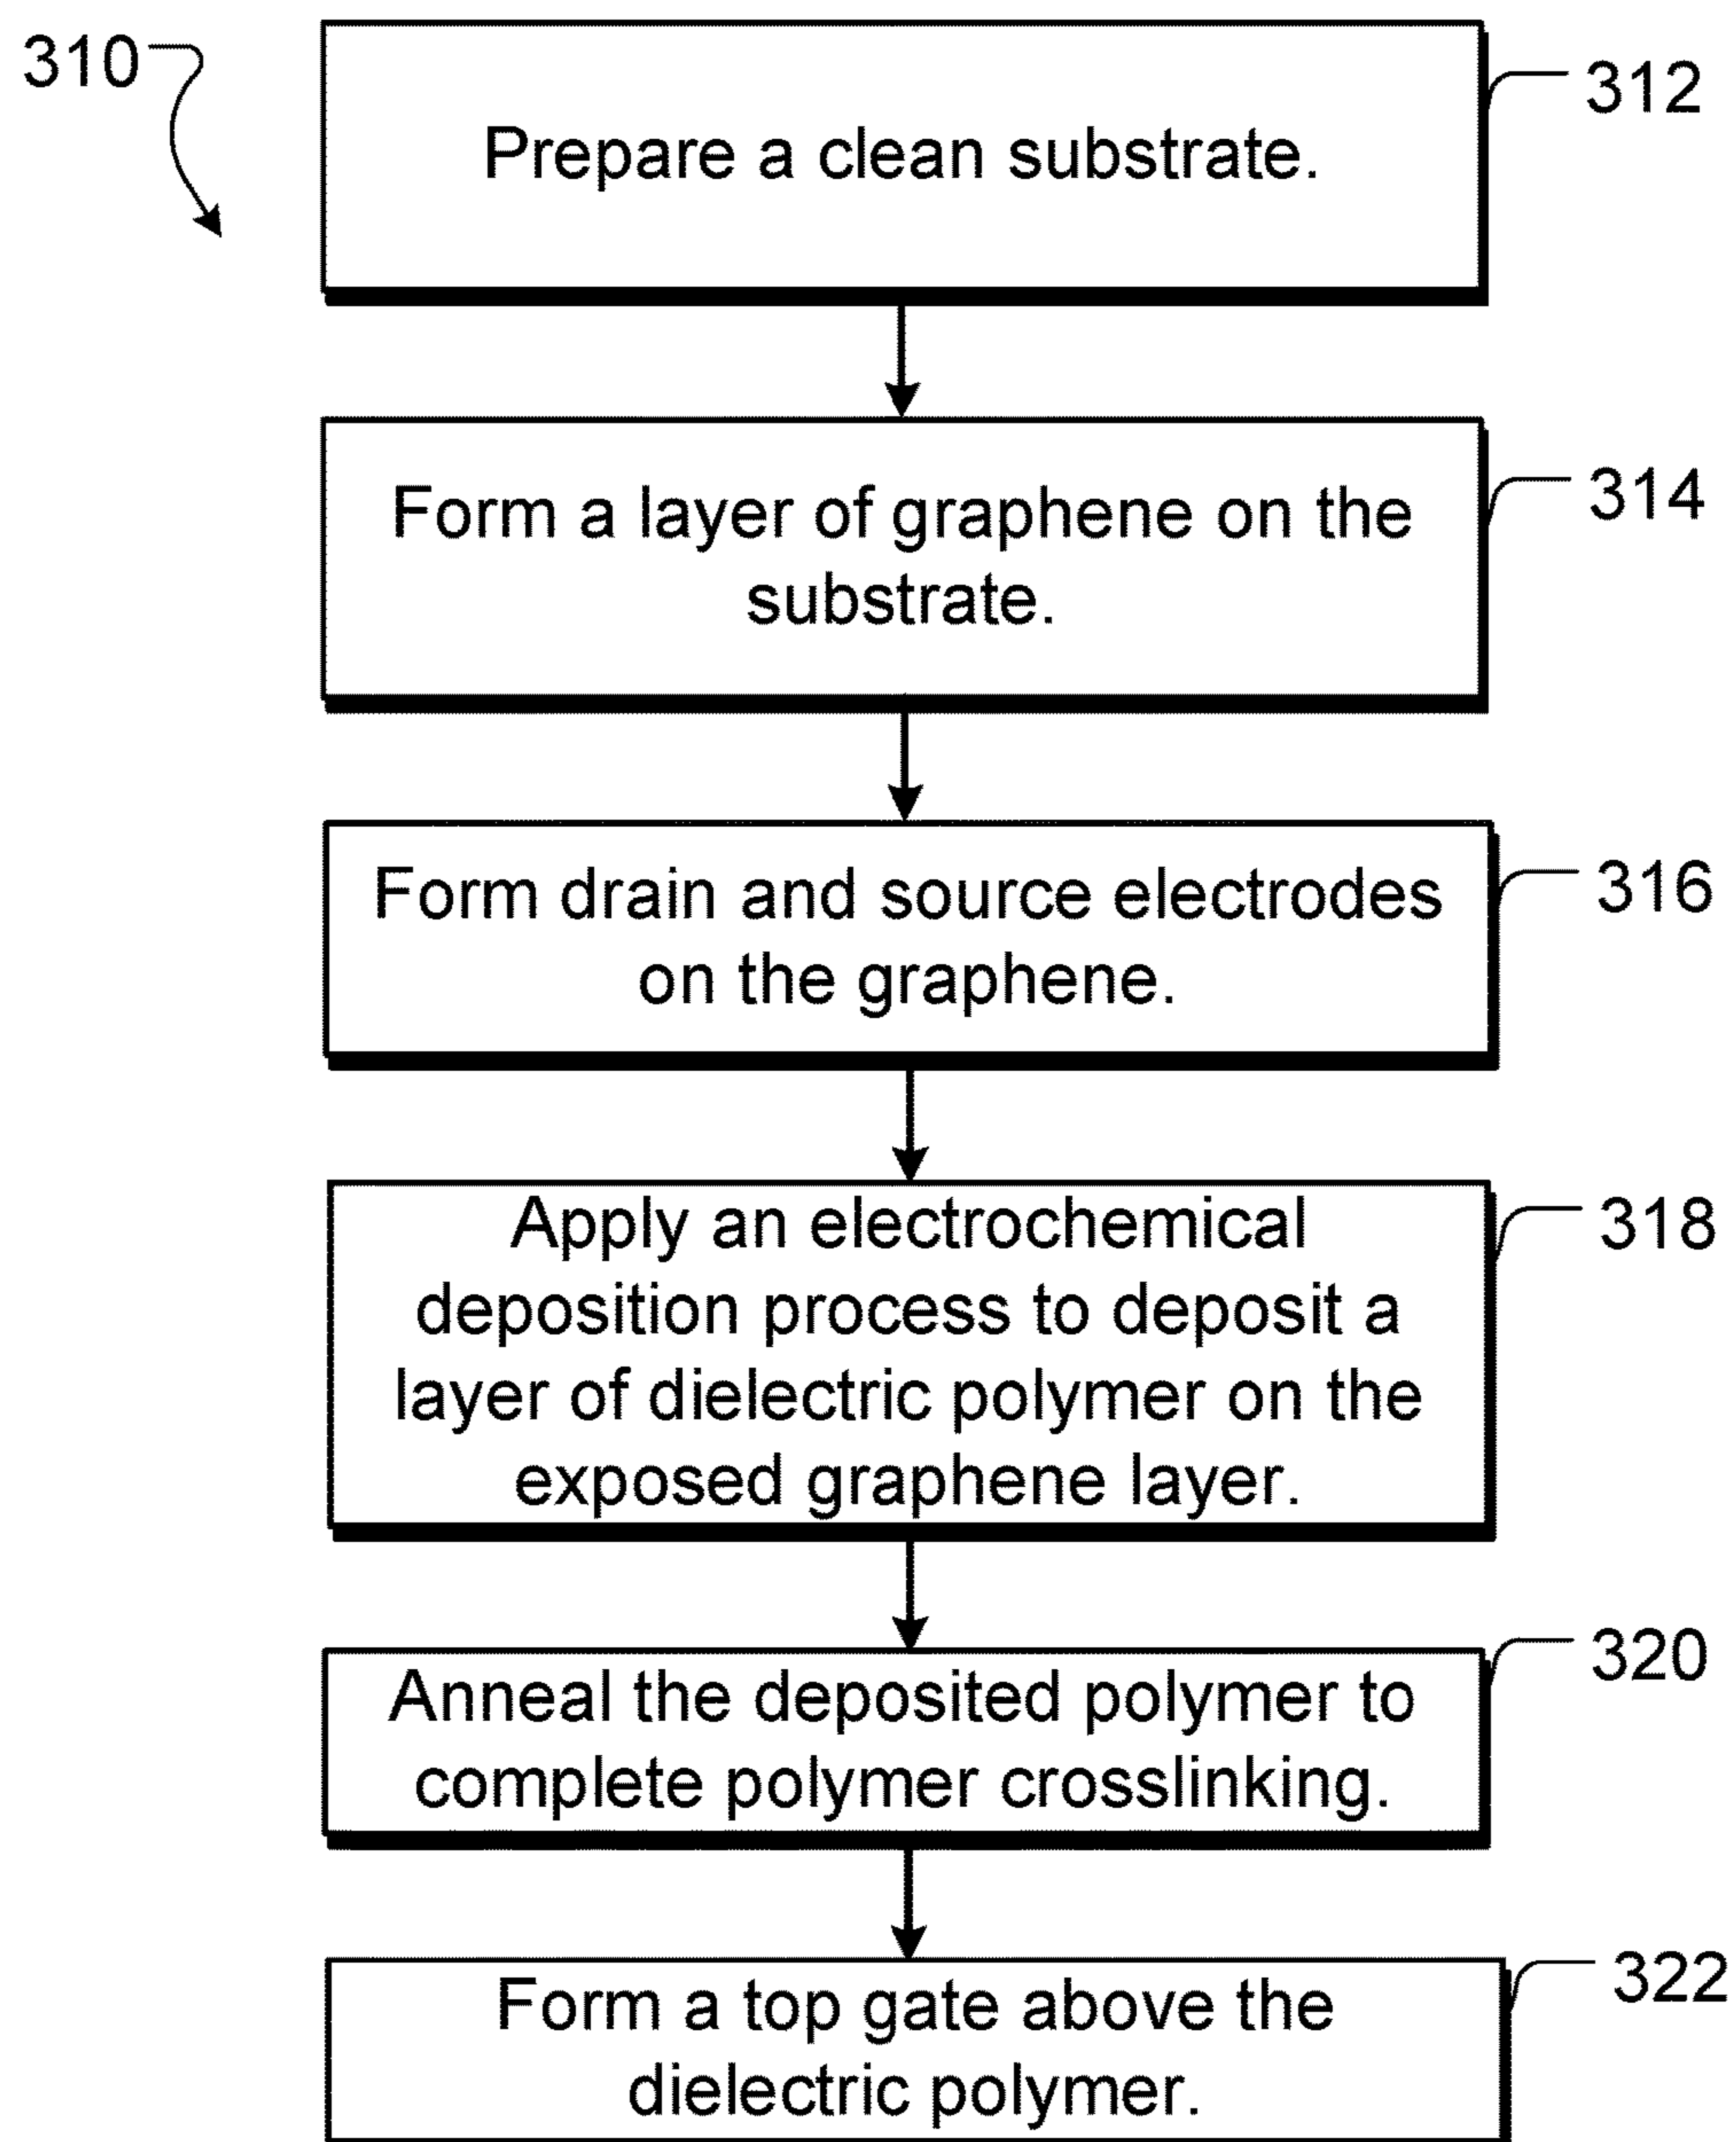 310
312
Prepare a clean substrate.
314
Form a layer of graphene on the
substrate.
316
Form drain and source electrodes
on the graphene.
318
Apply an electrochemical
deposition process to deposit a
layer of dielectric polymer on the
exposed graphene layer.
320
Anneal the deposited polymer to
complete polymer crosslinking.
322
Form a top gate above the
dielectric polymer.